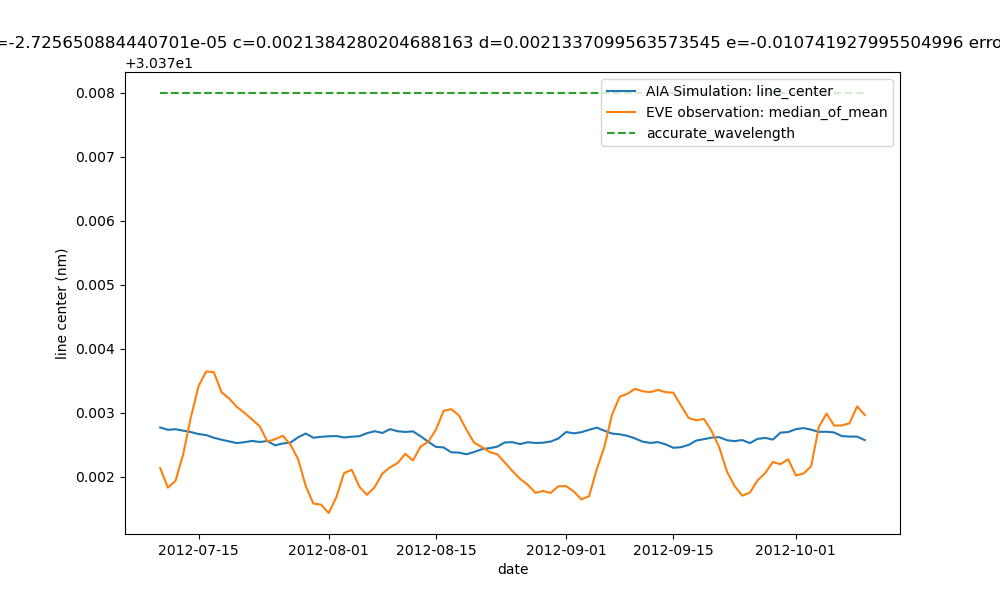 =-2.725650884440701e-05 c=0.0021384280204688163 d=0.0021337099563573545 e=-0.010741927995504996 erro
+3.037e1
0.008
0.007
0.006
0.005
0.004
0.003
0.002
line center (nm)
AIA Simulation: line_center
EVE observation: median_of_mean
accurate_wavelength
2012-07-15
2012-08-01
2012-08-15
2012-09-01
2012-09-15
2012-10-01
date